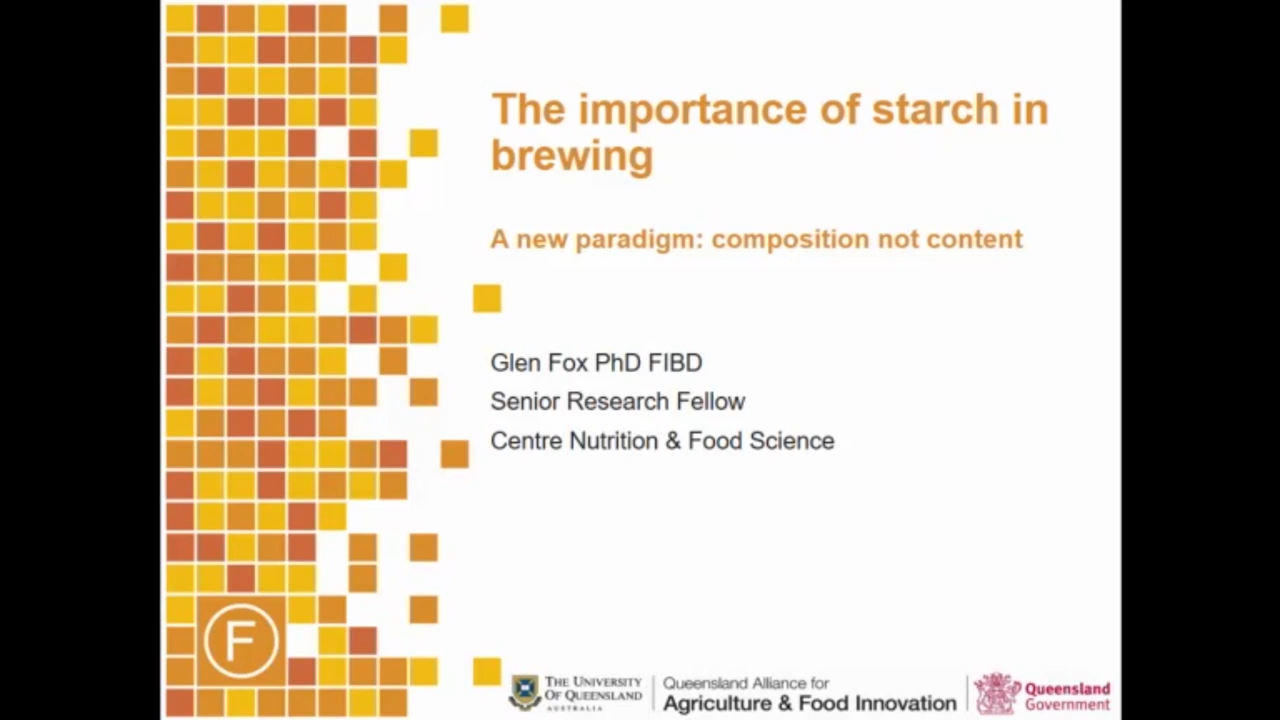 The importance of starch in
brewing
A new paradigm: composition not content
Glen Fox PhD FIBD
Senior Research Fellow
Centre Nutrition & Food Science
F
THE UNIVERSITY
OF QUEENSLAND
AUSTRALIA
Queensland Alliance for
Agriculture & Food Innovation
Queensland
Government